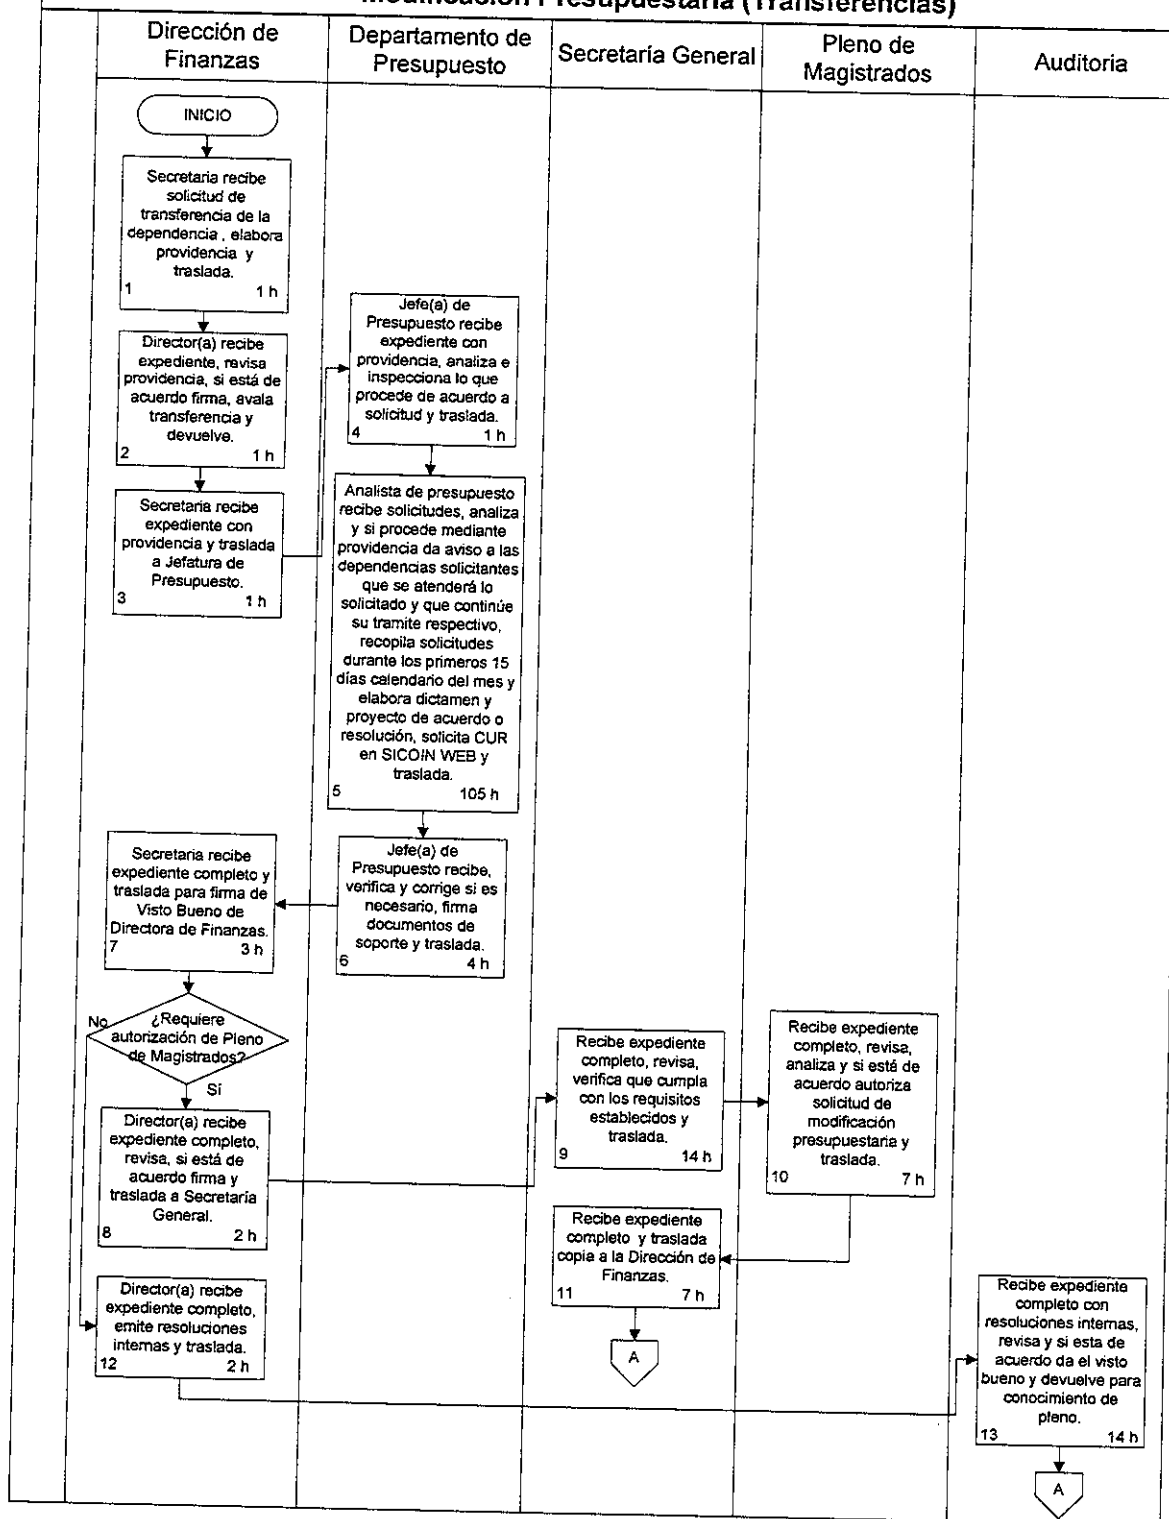 Modificación Presupuestaria (Transferencias)
Dirección de
Finanzas
Departamento de
Presupuesto
Secretaría General
Pleno de
Magistrados
Auditoria
INICIO
Secretaria recibe
solicitud de
transferencia de la
dependencia , elabora
providencia y
traslada.
1 1 h
Director(a) recibe
expediente, revisa
providencia, si está de
acuerdo firma, avala
transferencia y
devuelve.
2 1 h
Secretaria recibe
expediente con
providencia y traslada
a Jefatura de
Presupuesto.
3 1 h
Jefe(a) de
Presupuesto recibe
expediente con
providencia, analiza e
inspecciona lo que
procede de acuerdo a
solicitud y traslada.
4 1 h
Analista de presupuesto
recibe solicitudes, analiza
y si procede mediante
providencia da aviso a las
dependencias solicitantes
que se atenderá lo
solicitado y que continúe
su tramite respectivo,
recopila solicitudes
durante los primeros 15
días calendario del mes y
elabora dictamen y
proyecto de acuerdo o
resolución, solicita CUR
en SICOIN WEB y
traslada.
5 105 h
Jefe(a) de
Presupuesto recibe,
verifica y corrige si es
necesario, firma
documentos de
soporte y traslada.
6 4 h
Secretaria recibe
expediente completo y
traslada para firma de
Visto Bueno de
Directora de Finanzas.
7 3 h
No
¿Requiere
autorización de Pleno
de Magistrados?
Sí
Director(a) recibe
expediente completo,
revisa, si está de
acuerdo firma y
traslada a Secretaría
General.
8 2 h
Recibe expediente
completo, revisa,
verifica que cumpla
con los requisitos
establecidos y
traslada.
9 14 h
Recibe expediente
completo, revisa,
analiza y si está de
acuerdo autoriza
solicitud de
modificación
presupuestaria y
traslada.
10 7 h
Recibe expediente
completo y traslada
copia a la Dirección de
Finanzas.
11 7 h
A
Director(a) recibe
expediente completo,
emite resoluciones
internas y traslada.
12 2 h
Recibe expediente
completo con
resoluciones internas,
revisa y si esta de
acuerdo da el visto
bueno y devuelve para
conocimiento de
pleno.
13 14 h
A